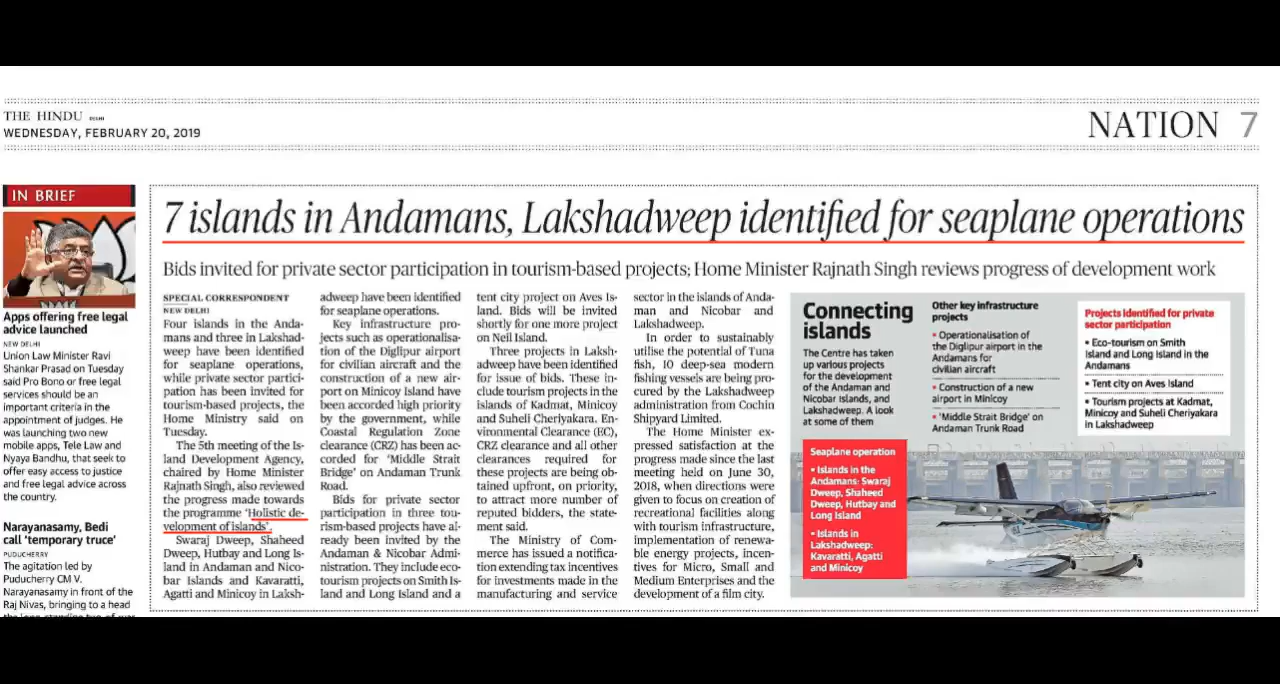 THE HINDU DELHI
WEDNESDAY, FEBRUARY 20, 2019
NATION 7
IN BRIEF
Apps offering free legal
advice launched
NEW DELHI
Union Law Minister Ravi
Shankar Prasad on Tuesday
said Pro Bono or free legal
services should be an
important criteria in the
appointment of judges. He
was launching two new
mobile apps, Tele Law and
Nyaya Bandhu, that seek to
offer easy access to justice
and free legal advice across
the country.
Narayanasamy, Bedi
call ‘temporary truce’
PUDUCHERRY
The agitation led by
Puducherry CM V.
Narayanasamy in front of the
Raj Nivas, bringing to a head
7 islands in Andamans, Lakshadweep identified for seaplane operations
Bids invited for private sector participation in tourism-based projects; Home Minister Rajnath Singh reviews progress of development work
SPECIAL CORRESPONDENT
NEW DELHI
Four islands in the Anda-
mans and three in Lakshad-
weep have been identified
for seaplane operations,
while private sector partici-
pation has been invited for
tourism-based projects, the
Home Ministry said on
Tuesday.
The 5th meeting of the Is-
land Development Agency,
chaired by Home Minister
Rajnath Singh, also reviewed
the progress made towards
the programme ‘Holistic de-
velopment of islands’.
Swaraj Dweep, Shaheed
Dweep, Hutbay and Long Is-
land in Andaman and Nico-
bar Islands and Kavaratti,
Agatti and Minicoy in Laksh-
adweep have been identified
for seaplane operations.
Key infrastructure pro-
jects such as operationalisa-
tion of the Diglipur airport
for civilian aircraft and the
construction of a new air-
port on Minicoy Island have
been accorded high priority
by the government, while
Coastal Regulation Zone
clearance (CRZ) has been ac-
corded for ‘Middle Strait
Bridge’ on Andaman Trunk
Road.
Bids for private sector
participation in three tou-
rism-based projects have al-
ready been invited by the
Andaman & Nicobar Admi-
nistration. They include eco-
tourism projects on Smith Is-
land and Long Island and a
tent city project on Aves Is-
land. Bids will be invited
shortly for one more project
on Neil Island.
Three projects in Laksh-
adweep have been identified
for issue of bids. These in-
clude tourism projects in the
islands of Kadmat, Minicoy
and Suheli Cheriyakara. En-
vironmental Clearance (EC),
CRZ clearance and all other
clearances required for
these projects are being ob-
tained upfront, on priority,
to attract more number of
reputed bidders, the state-
ment said.
The Ministry of Com-
merce has issued a notifica-
tion extending tax incentives
for investments made in the
manufacturing and service
sector in the islands of Anda-
man and Nicobar and
Lakshadweep.
In order to sustainably
utilise the potential of Tuna
fish, 10 deep-sea modern
fishing vessels are being pro-
cured by the Lakshadweep
administration from Cochin
Shipyard Limited.
The Home Minister ex-
pressed satisfaction at the
progress made since the last
meeting held on June 30,
2018, when directions were
given to focus on creation of
recreational facilities along
with tourism infrastructure,
implementation of renewa-
ble energy projects, incen-
tives for Micro, Small and
Medium Enterprises and the
development of a film city.
Connecting
islands
The Centre has taken
up various projects
for the development
of the Andaman and
Nicobar Islands, and
Lakshadweep. A look
at some of them
Other key infrastructure
projects
• Operationalisation of
the Diglipur airport in the
Andamans for
civilian aircraft
• Construction of a new
airport in Minicoy
• ‘Middle Strait Bridge’ on
Andaman Trunk Road
Projects identified for private
sector participation
• Eco-tourism on Smith
Island and Long Island in the
Andamans
• Tent city on Aves Island
• Tourism projects at Kadmat,
Minicoy and Suheli Cheriyakara
in Lakshadweep
Seaplane operation
• Islands in the
Andamans: Swaraj
Dweep, Shaheed
Dweep, Hutbay and
Long Island
• Islands in
Lakshadweep:
Kavaratti, Agatti
and Minicoy